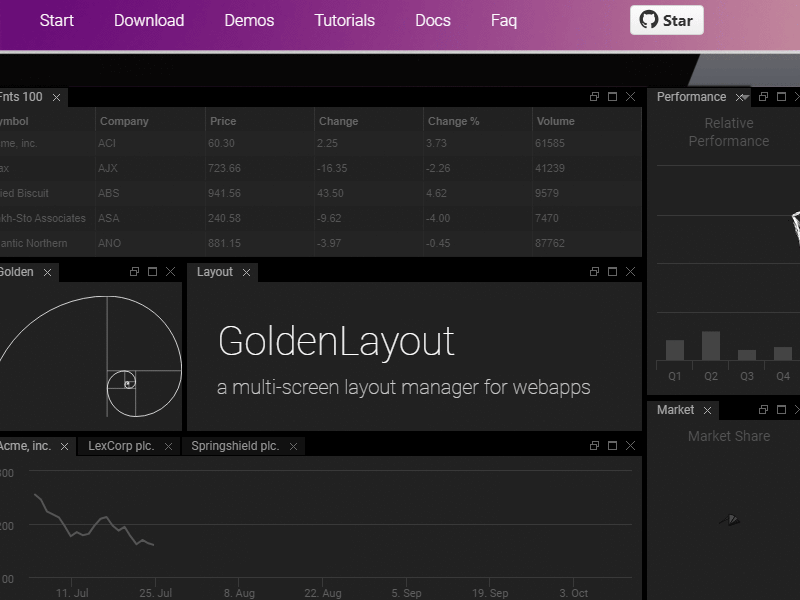 Start Download Demos Tutorials Docs Faq Star
Fnts 100
Performance
ymbol Company Price Change Change % Volume
me, inc. ACI 60.30 2.25 3.73 61585
ax AJX 723.66 -16.35 -2.26 41239
ied Biscuit ABS 941.56 43.50 4.62 9579
ikh-Sto Associates ASA 240.58 -9.62 -4.00 7470
antic Northern ANO 881.15 -3.97 -0.45 87762
Relative
Performance
Q1 Q2 Q3 Q4
Golden
Layout
GoldenLayout
a multi-screen layout manager for webapps
Market
Market Share
Acme, inc. LexCorp plc. Springshield plc.
300
200
00
11. Jul 25. Jul 8. Aug 22. Aug 5. Sep 19. Sep 3. Oct